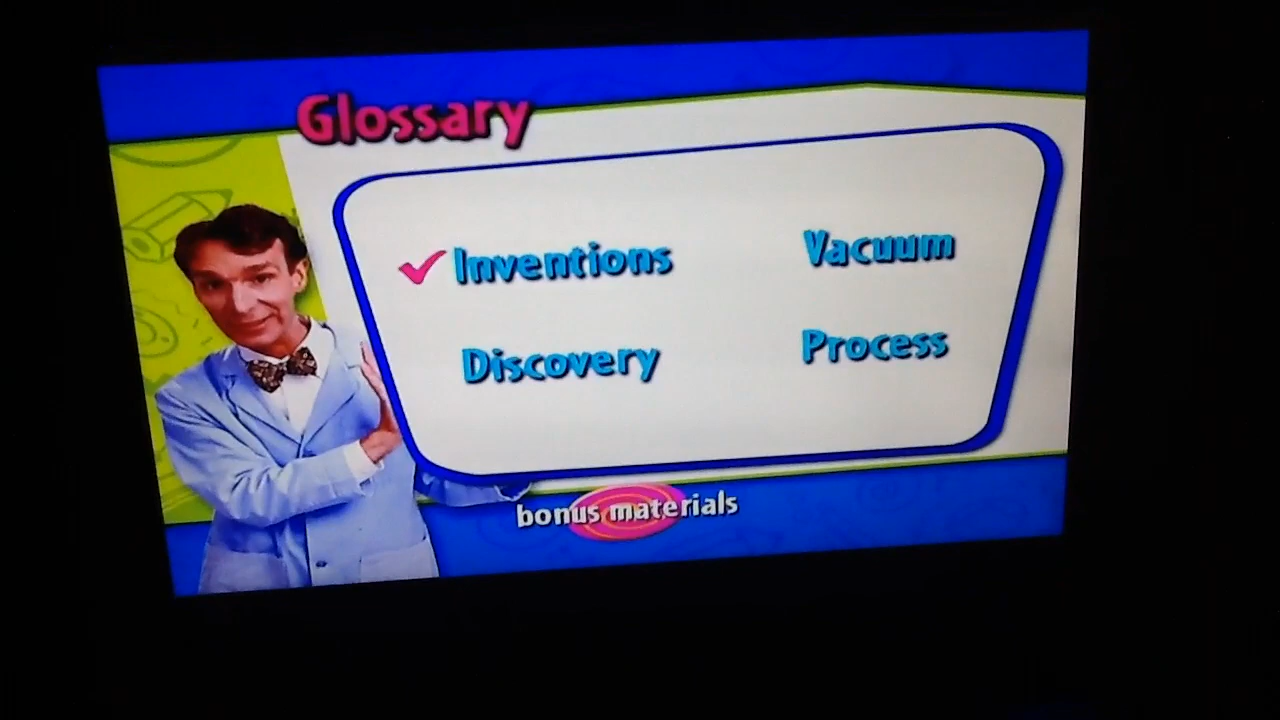 Glossary
Inventions
Vacuum
Discovery
Process
bonus materials